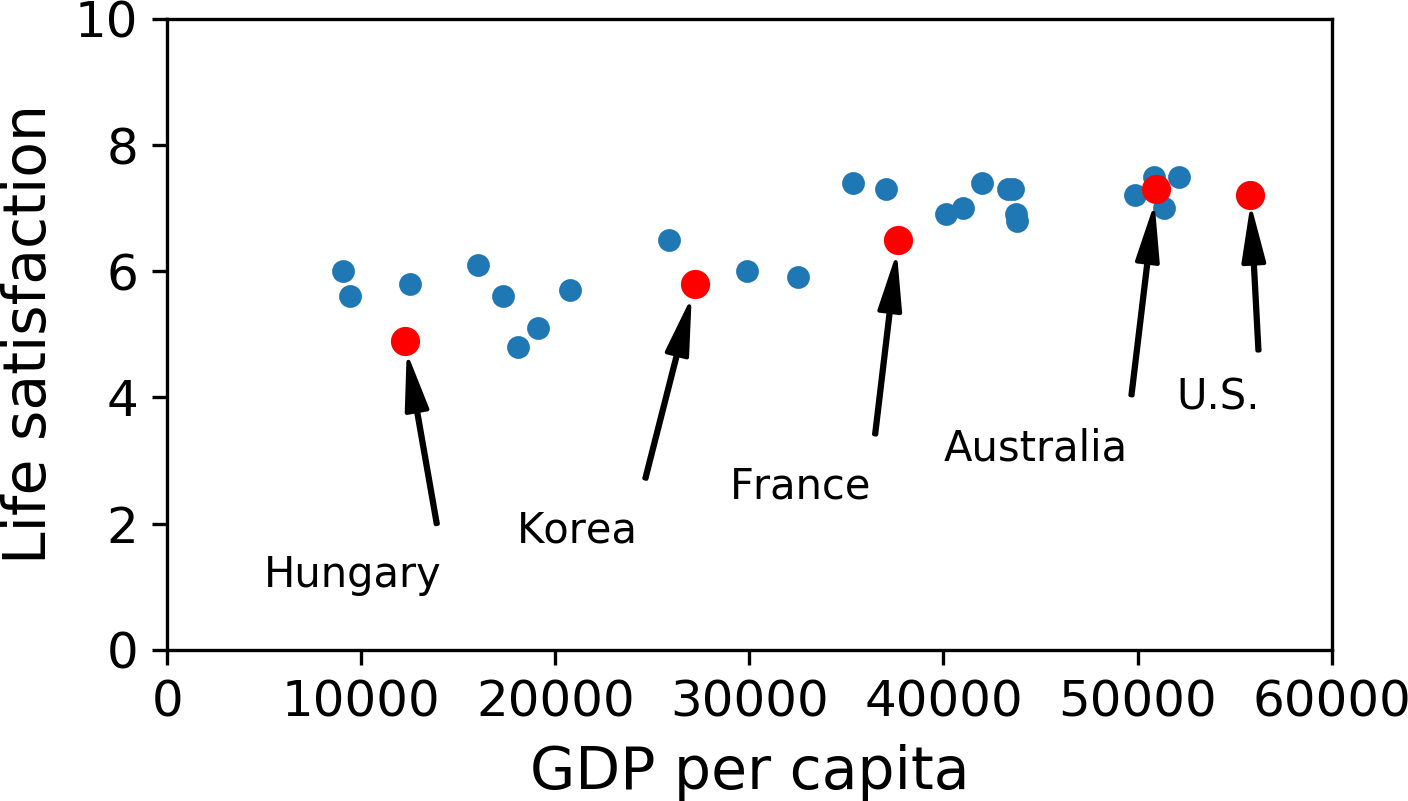 Life satisfaction
10
8
6
4
2
0
Hungary
Korea
France
Australia
U.S.
0 10000 20000 30000 40000 50000 60000
GDP per capita